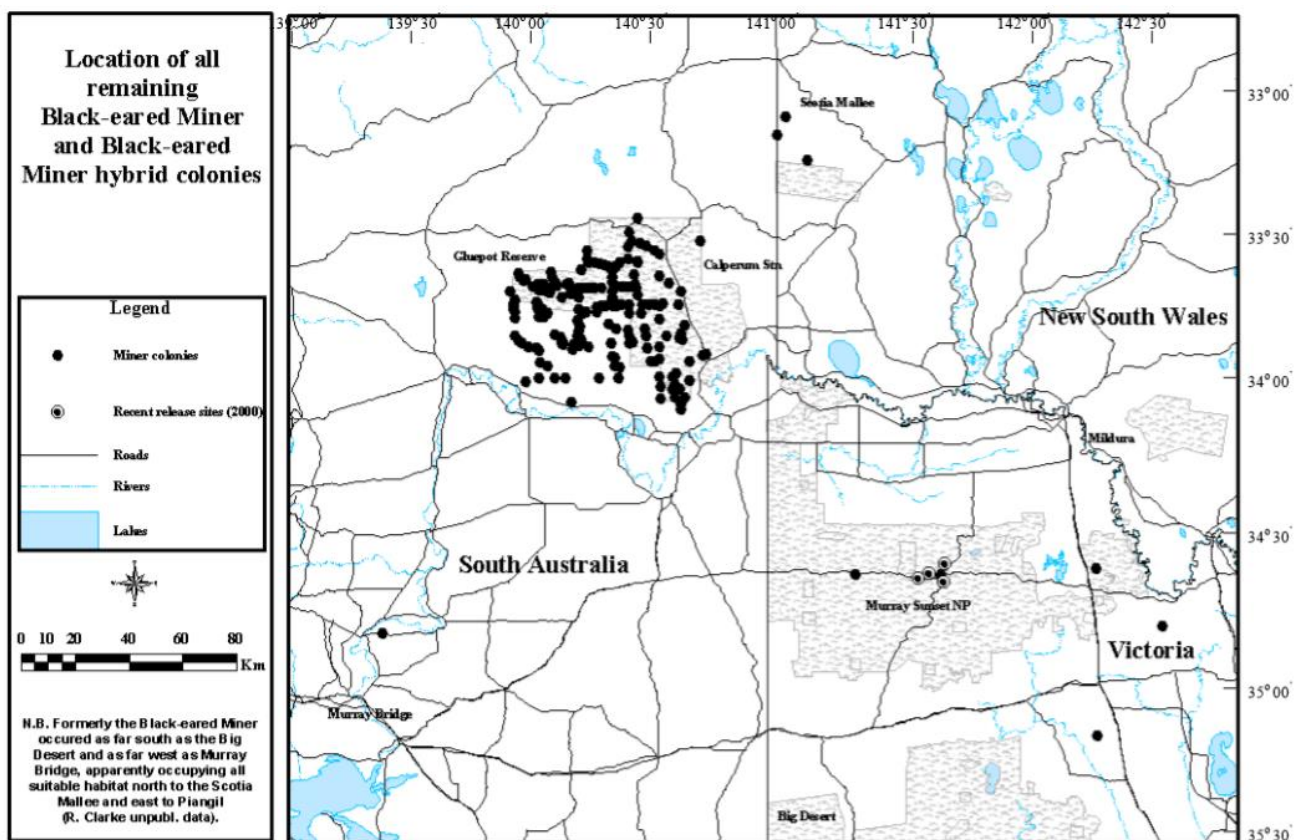 Location of all
remaining
Black-eared Miner
and Black-eared
Miner hybrid colonies
Legend
Miner colonies
Recent release sites (2000)
Roads
Rivers
Lakes
0 10 20 40 60 80
Km
N.B. Formerly the Black-eared Miner
occured as far south as the Big
Desert and as far west as Murray
Bridge, apparently occupying all
suitable habitat north to the Scotia
Mallee and east to Piangil
(R. Clarke unpubl. data).
139°00' 139°30' 140°00' 140°30' 141°00' 141°30' 142°00' 142°30'
Scotia Mallee
33°00'
33°30'
Gluepot Reserve
Calperum Stn
New South Wales
34°00'
Mildura
34°30'
South Australia
Murray Sunset NP
Victoria
35°00'
Murray Bridge
Big Desert
35°30'